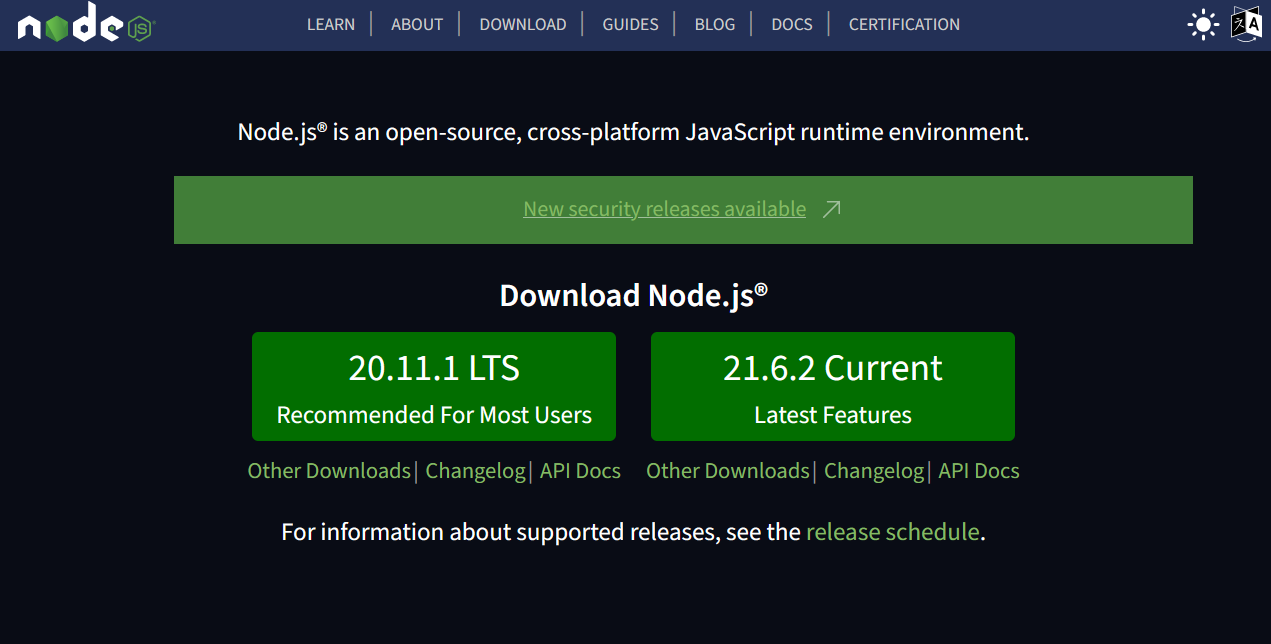 node JS
LEARN | ABOUT | DOWNLOAD | GUIDES | BLOG | DOCS | CERTIFICATION
Node.js® is an open-source, cross-platform JavaScript runtime environment.
New security releases available
Download Node.js®
20.11.1 LTS
Recommended For Most Users
21.6.2 Current
Latest Features
Other Downloads | Changelog | API Docs
Other Downloads | Changelog | API Docs
For information about supported releases, see the release schedule.